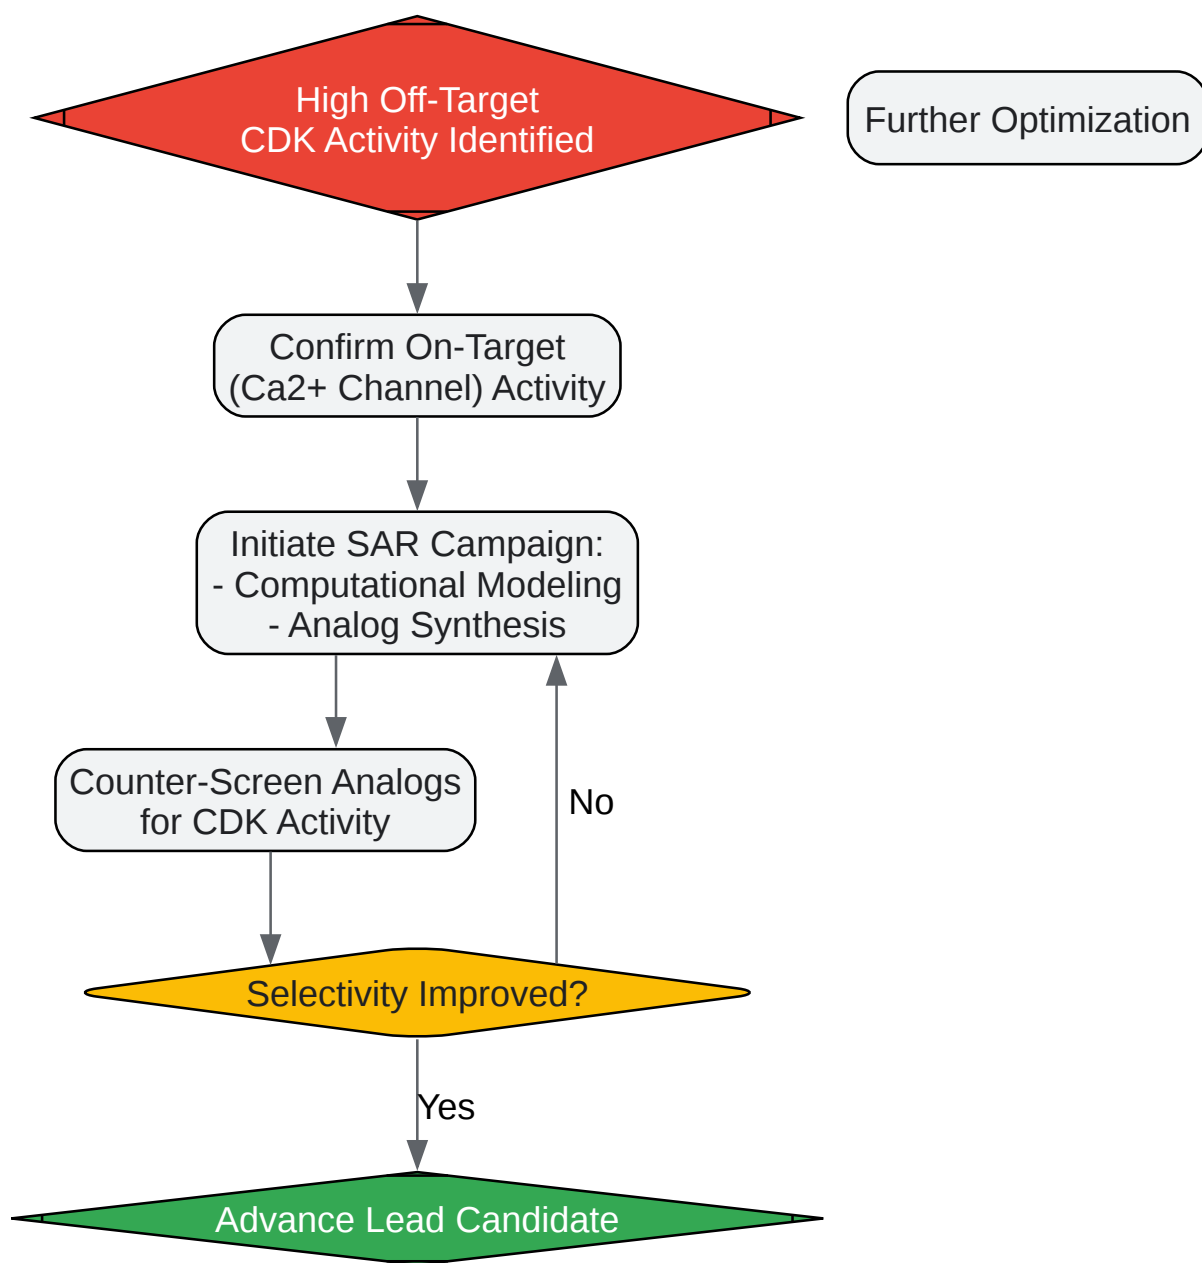 High Off-Target
CDK Activity Identified
Further Optimization
Confirm On-Target
(Ca2+ Channel) Activity
Initiate SAR Campaign:
- Computational Modeling
- Analog Synthesis
Counter-Screen Analogs
for CDK Activity
No
Selectivity Improved?
Yes
Advance Lead Candidate